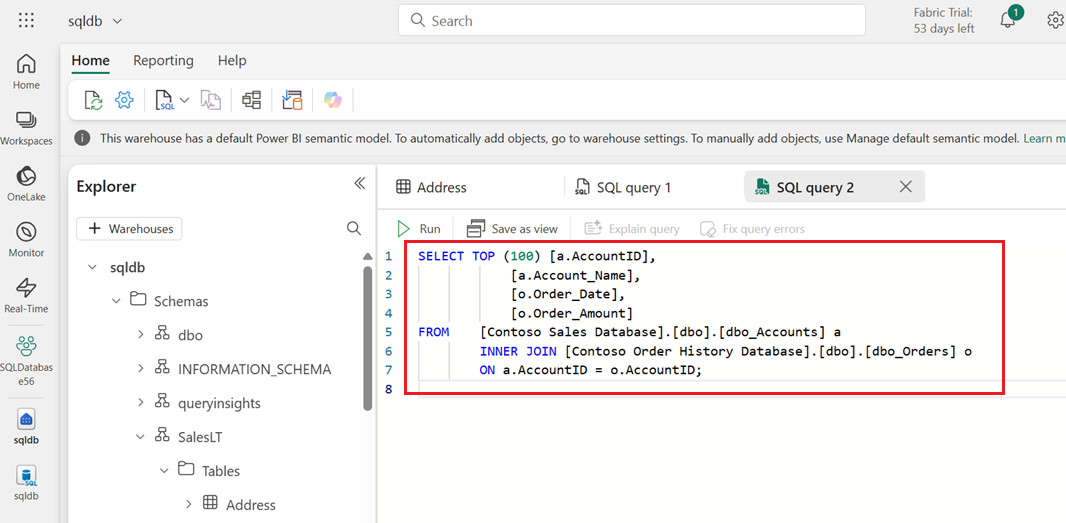 sqldb
Search
Fabric Trial:
53 days left
1
Home
Workspaces
OneLake
Monitor
Real-Time
SQLDatabas
e56
sqldb
sqldb
Home Reporting Help
SQL
This warehouse has a default Power BI semantic model. To automatically add objects, go to warehouse settings. To manually add objects, use Manage default semantic model. Learn m
Explorer
+ Warehouses
sqldb
Schemas
dbo
INFORMATION_SCHEMA
queryinsights
SalesLT
Tables
Address
Address SQL query 1 SQL query 2
Run Save as view Explain query Fix query errors
1 SELECT TOP (100) [a.AccountID],
2 [a.Account_Name],
3 [o.Order_Date],
4 [o.Order_Amount]
5 FROM [Contoso Sales Database].[dbo].[dbo_Accounts] a
6 INNER JOIN [Contoso Order History Database].[dbo].[dbo_Orders] o
7 ON a.AccountID = o.AccountID;
8